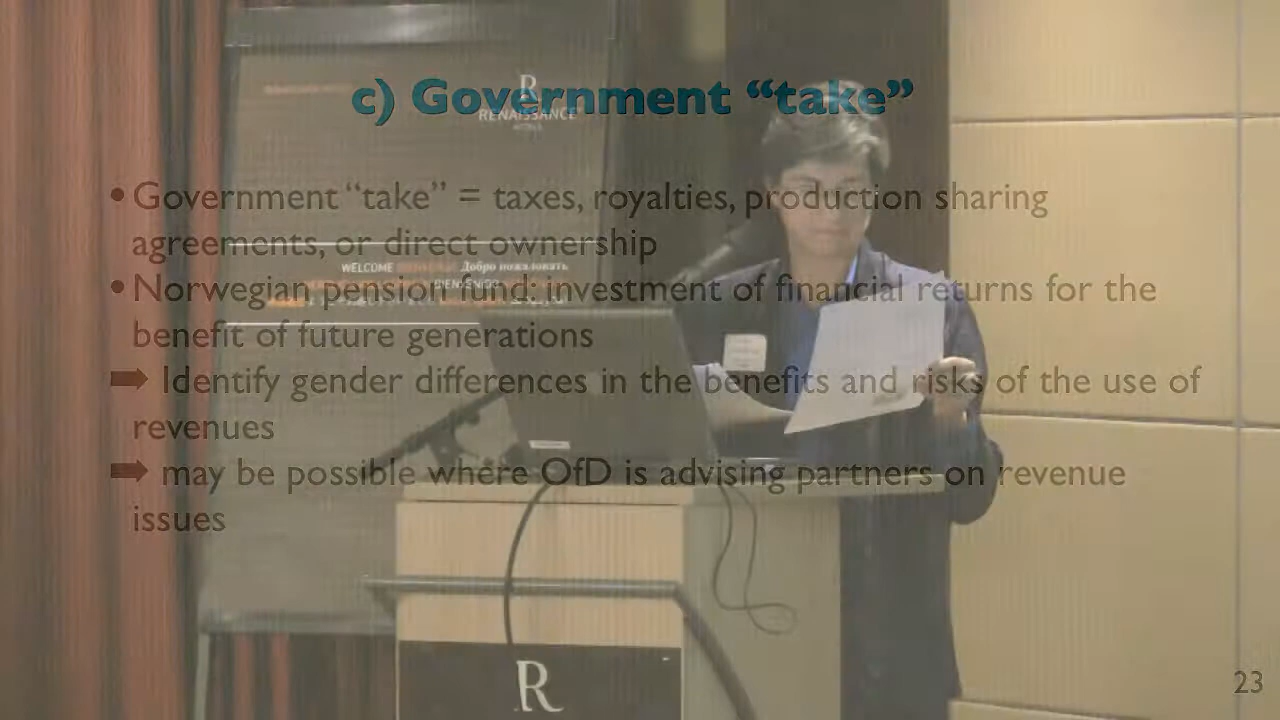 c) Government “take”
R
RENAISSANCE
HOTELS
• Government “take” = taxes, royalties, production sharing
agreements, or direct ownership
WELCOME Добро пожаловать
• Norwegian pension fund: investment of financial returns for the
benefit of future generations
➡ Identify gender differences in the benefits and risks of the use of
revenues
➡ may be possible where OfD is advising partners on revenue
issues
R
23